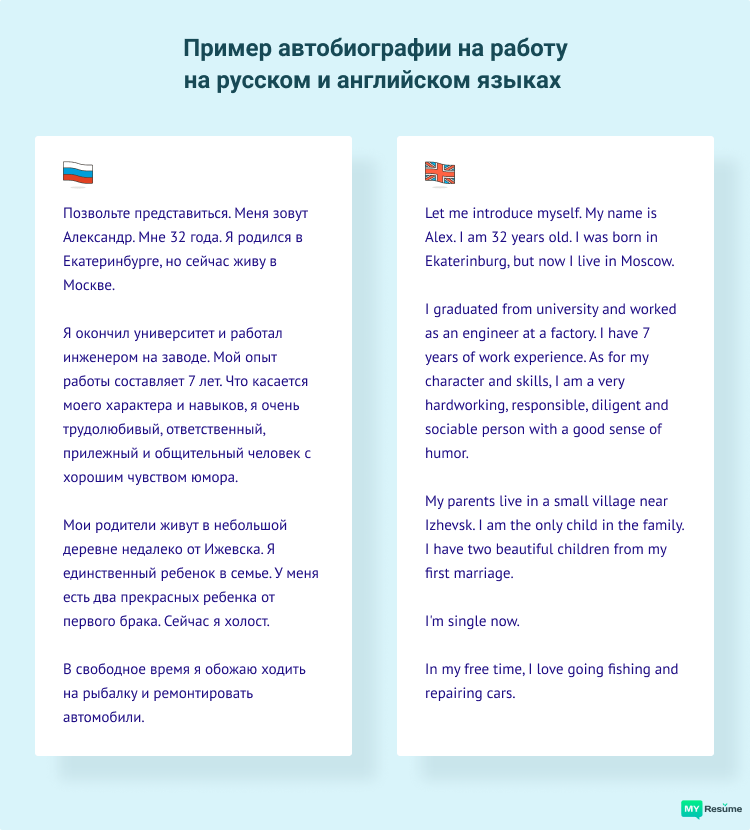 Пример автобиографии на работу
на русском и английском языках
Позвольте представиться. Меня зовут
Александр. Мне 32 года. Я родился в
Екатеринбурге, но сейчас живу в
Москве.
Я окончил университет и работал
инженером на заводе. Мой опыт
работы составляет 7 лет. Что касается
моего характера и навыков, я очень
трудолюбивый, ответственный,
прилежный и общительный человек с
хорошим чувством юмора.
Мои родители живут в небольшой
деревне недалеко от Ижевска. Я
единственный ребенок в семье. У меня
есть два прекрасных ребенка от
первого брака. Сейчас я холост.
В свободное время я обожаю ходить
на рыбалку и ремонтировать
автомобили.
Let me introduce myself. My name is
Alex. I am 32 years old. I was born in
Ekaterinburg, but now I live in Moscow.
I graduated from university and worked
as an engineer at a factory. I have 7
years of work experience. As for my
character and skills, I am a very
hardworking, responsible, diligent and
sociable person with a good sense of
humor.
My parents live in a small village near
Izhevsk. I am the only child in the family.
I have two beautiful children from my
first marriage.
I'm single now.
In my free time, I love going fishing and
repairing cars.
MY Resume